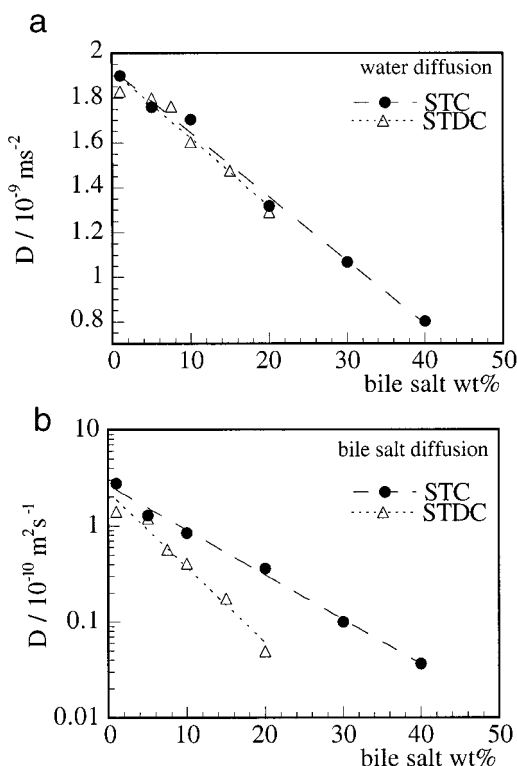 a
water diffusion
STC
STDC
D / 10⁻⁹ ms⁻²
2
1.8
1.6
1.4
1.2
1
0.8
0 10 20 30 40 50
bile salt wt%
b
bile salt diffusion
STC
STDC
D / 10⁻¹⁰ m²s⁻¹
10
1
0.1
0.01
0 10 20 30 40 50
bile salt wt%